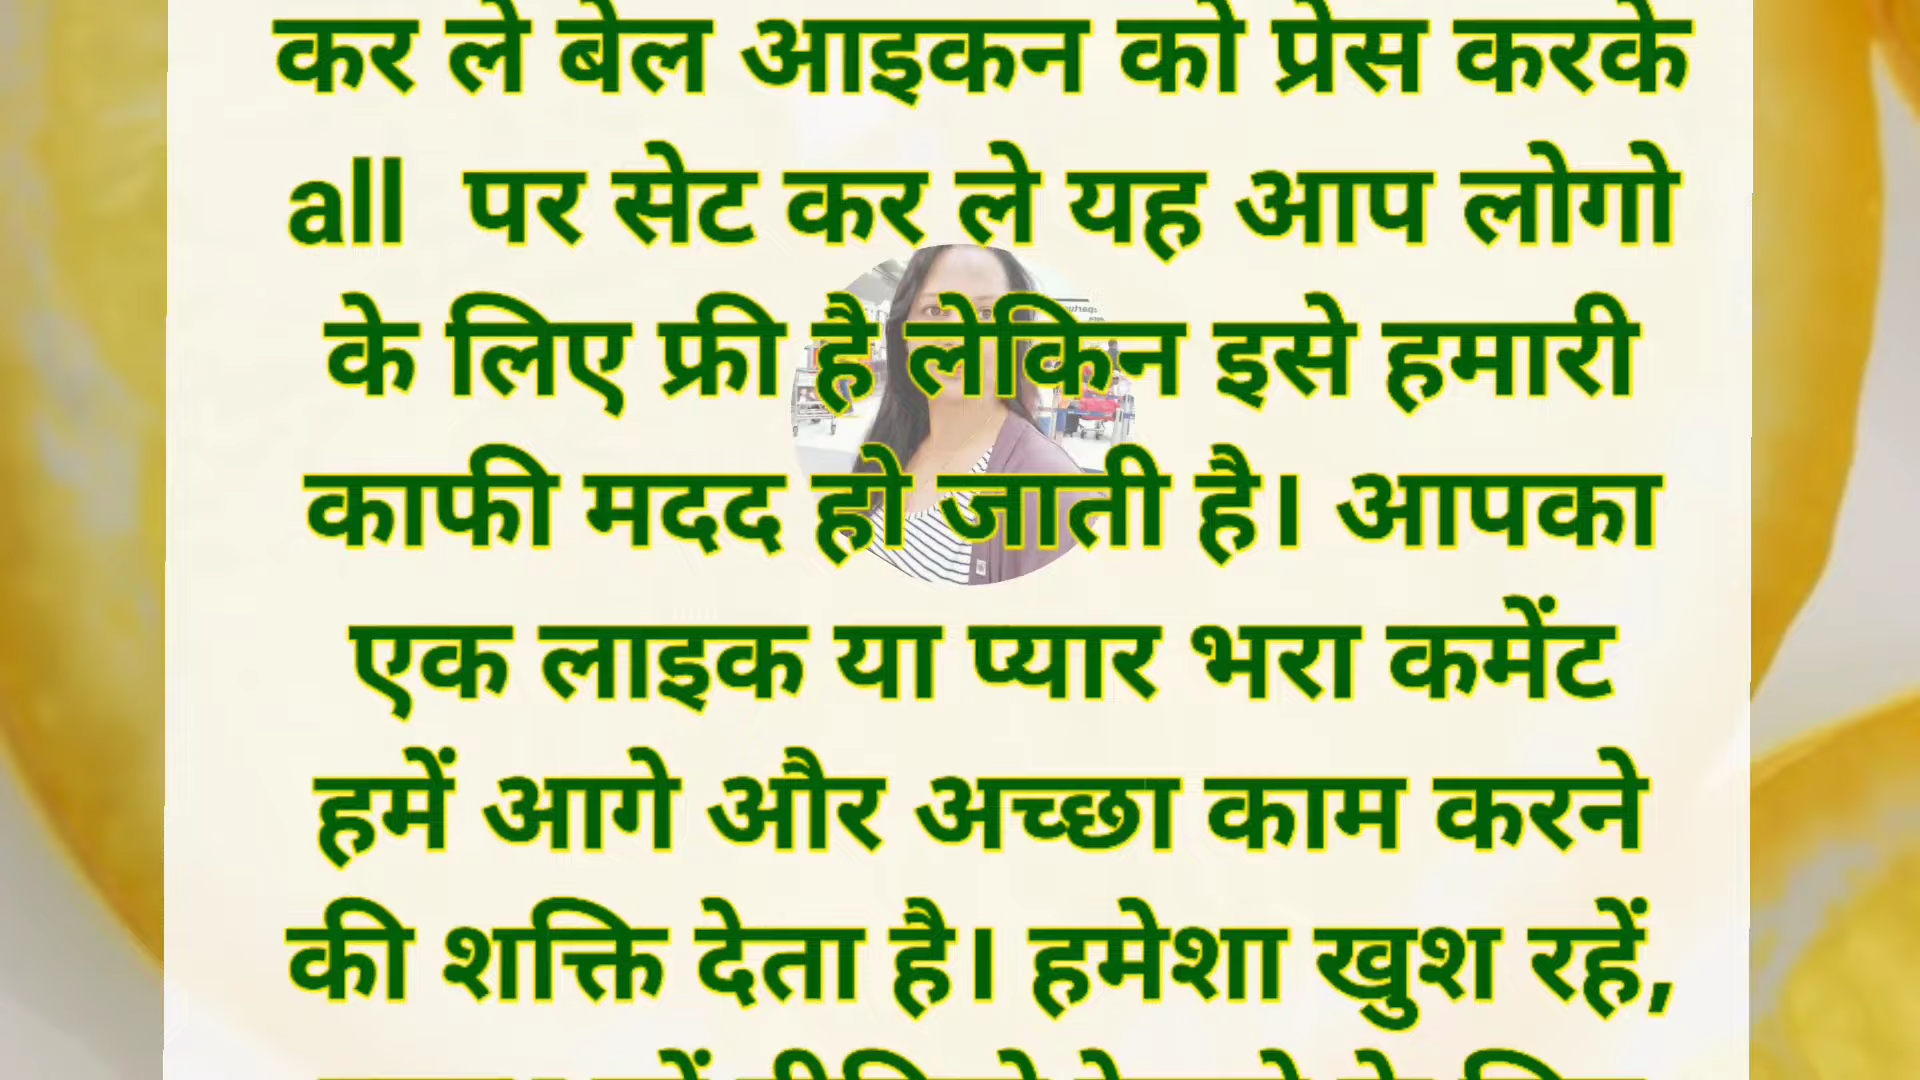 कर ले बेल आइकन को प्रेस करके
all पर सेट कर ले यह आप लोगो
के लिए फ्री है लेकिन इसे हमारी
काफी मदद हो जाती है। आपका
एक लाइक या प्यार भरा कमेंट
हमें आगे और अच्छा काम करने
की शक्ति देता है। हमेशा खुश रहें,